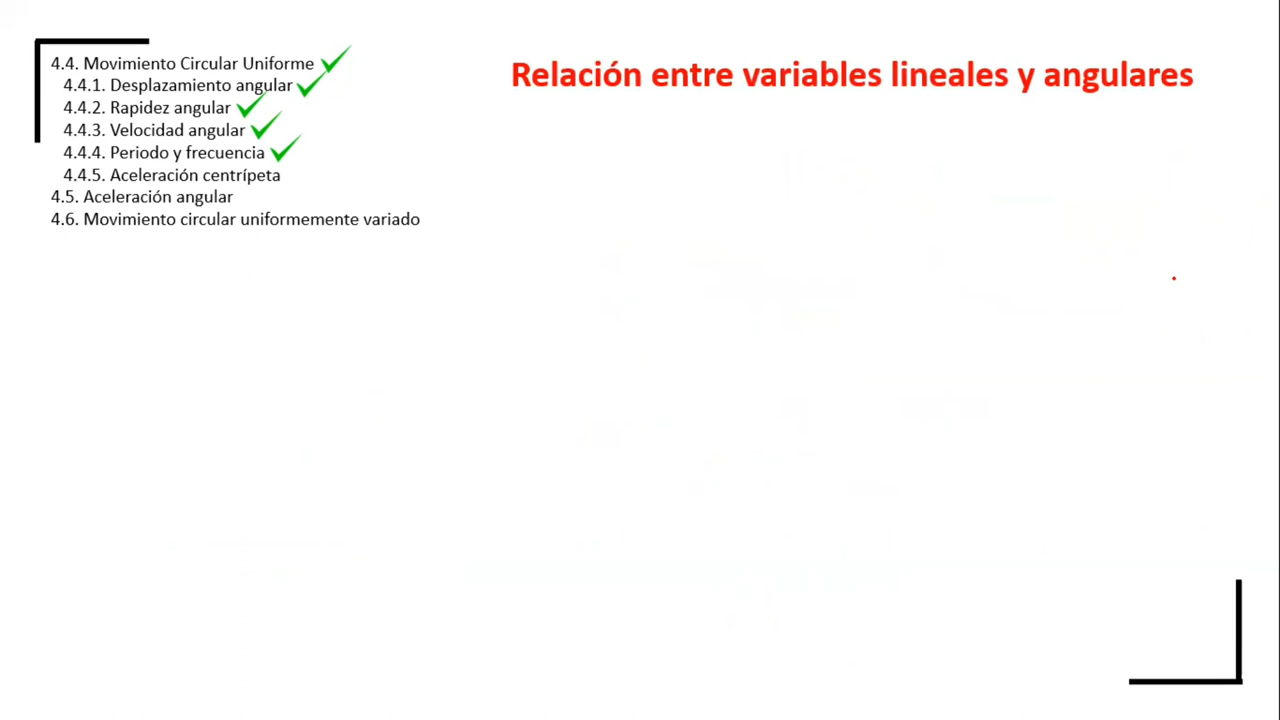 4.4. Movimiento Circular Uniforme
4.4.1. Desplazamiento angular
4.4.2. Rapidez angular
4.4.3. Velocidad angular
4.4.4. Periodo y frecuencia
4.4.5. Aceleración centrípeta
4.5. Aceleración angular
4.6. Movimiento circular uniformemente variado
Relación entre variables lineales y angulares